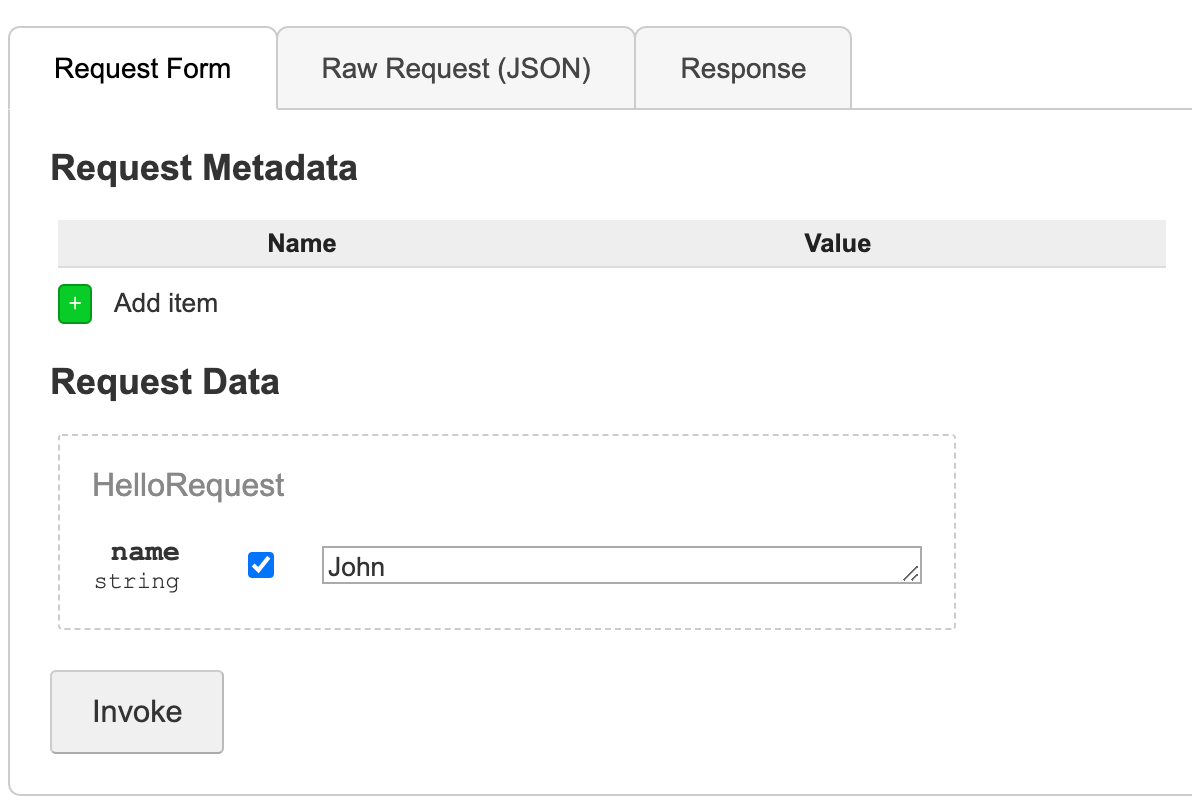 Request Form Raw Request (JSON) Response
Request Metadata
Name Value
+ Add item
Request Data
HelloRequest
name
string
John
Invoke